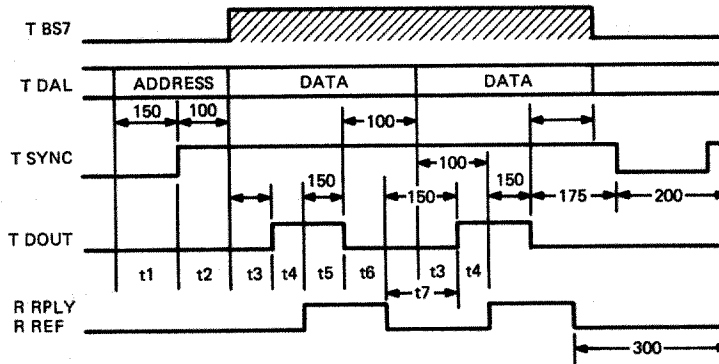 T BS7
T DAL ADDRESS DATA DATA
150 100 100
T SYNC 100
150 150 150 175 200
T DOUT
t1 t2 t3 t4 t5 t6 t3 t4
t7
R RPLY
R REF
300